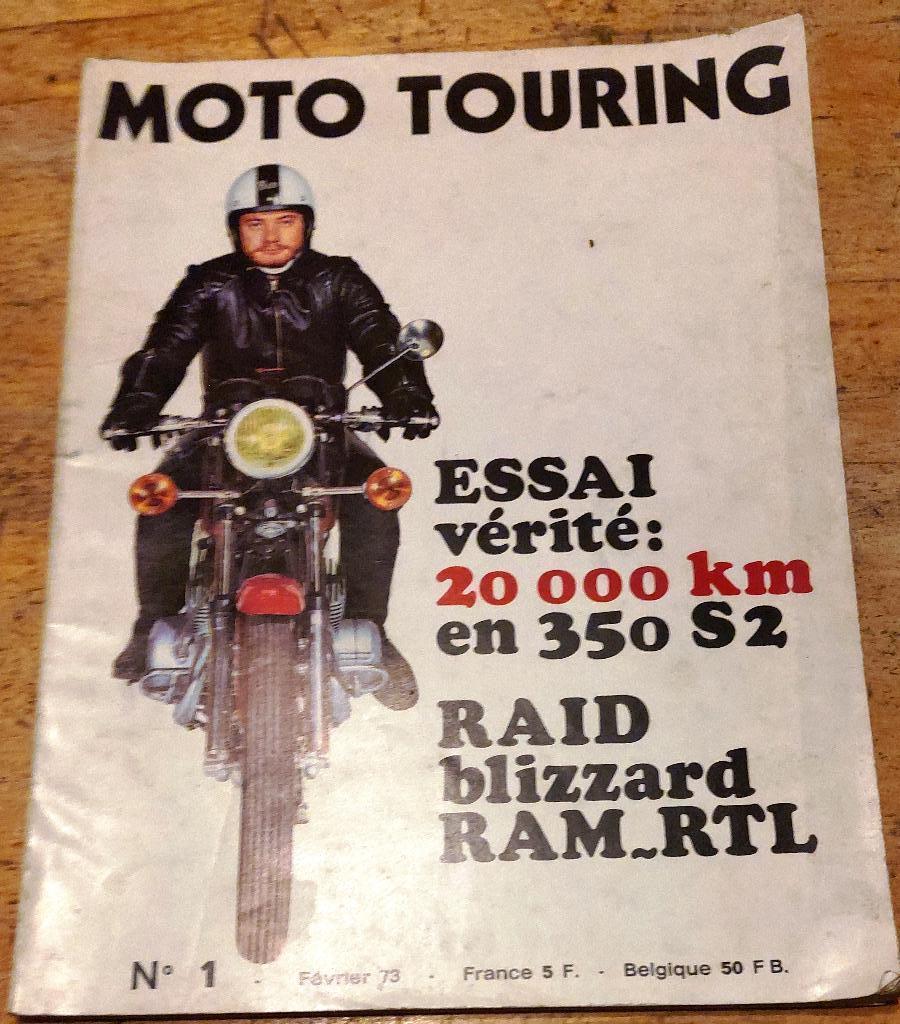 MOTO TOURING
ESSAI
vérité:
20 000 km
en 350 S2
RAID
blizzard
RAM~RTL
N° 1 - Février 73 - France 5 F. - Belgique 50 F B.